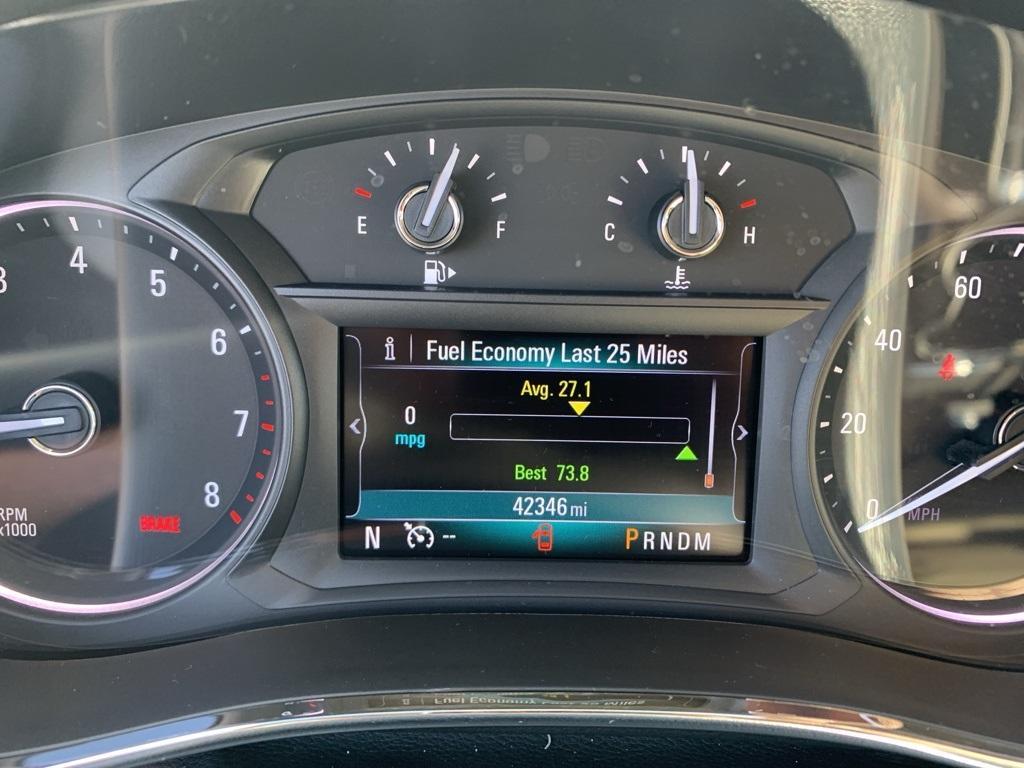 E F
C H
3 4 5 6 7 8
RPM
x1000
BRAKE
Fuel Economy Last 25 Miles
Avg. 27.1
0
mpg
Best 73.8
42346 mi
N -- PRNDM
60
40
20
0
MPH